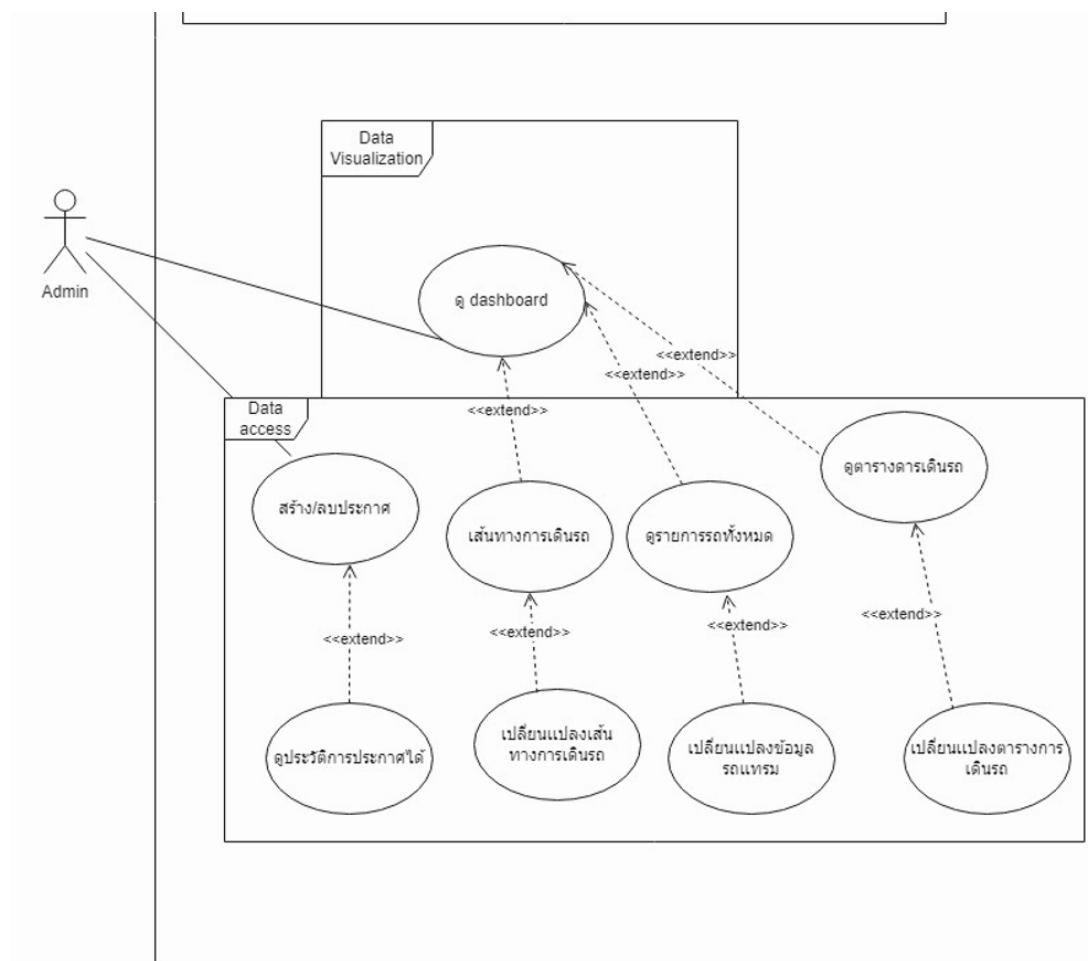 Data
Visualization
Admin
ดู dashboard
<<extend>>
<<extend>>
<<extend>>
Data
access
สร้าง/ลบประกาศ
เส้นทางการเดินรถ
ดูรายการรถทั้งหมด
ดูตารางดารเดินรถ
<<extend>>
<<extend>>
<<extend>>
<<extend>>
ดูประวัติการประกาศได้
เปลี่ยนแปลงเส้น
ทางการเดินรถ
เปลี่ยนแปลงข้อมูล
รถแทรม
เปลี่ยนแปลงตารางการ
เดินรถ